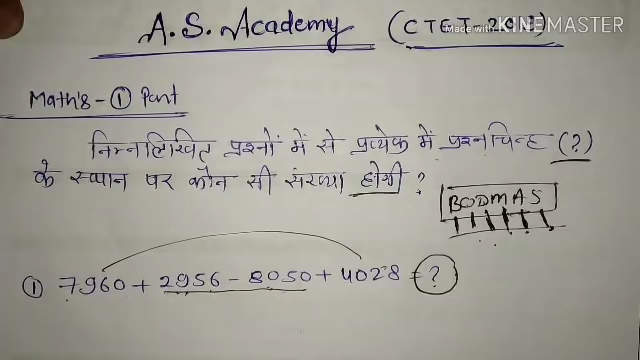 A.S. Academy (CTET-20
Made with KINEMASTER
Math's - ① Part
निम्नलिखित प्रश्नों में से प्रत्येक में प्रश्नचिन्ह (?)
के स्थान पर कौन सी संख्या होगी ?
BODMAS
① 7960 + 2956 - 8050 + 4028 = ?